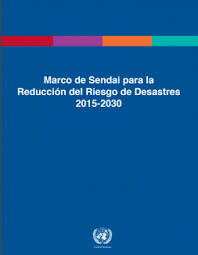 Marco de Sendai para la
Reducción del Riesgo de Desastres
2015-2030